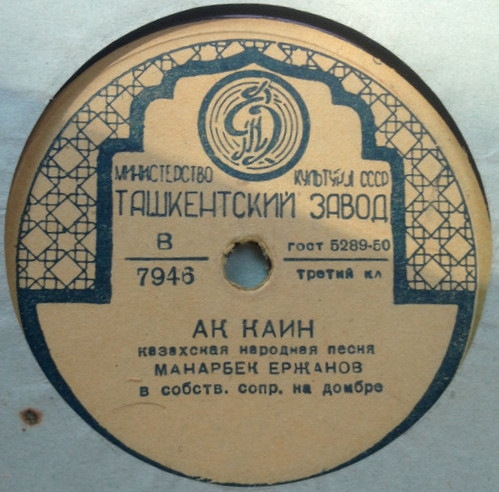 МИНИСТЕРСТВО КУЛЬТУРЫ СССР
ТАШКЕНТСКИЙ ЗАВОД
В
7946
ГОСТ 5289-50
третий кл
АК КАИН
казахская народная песня
МАНАРБЕК ЕРЖАНОВ
в собств. сопр. на домбре